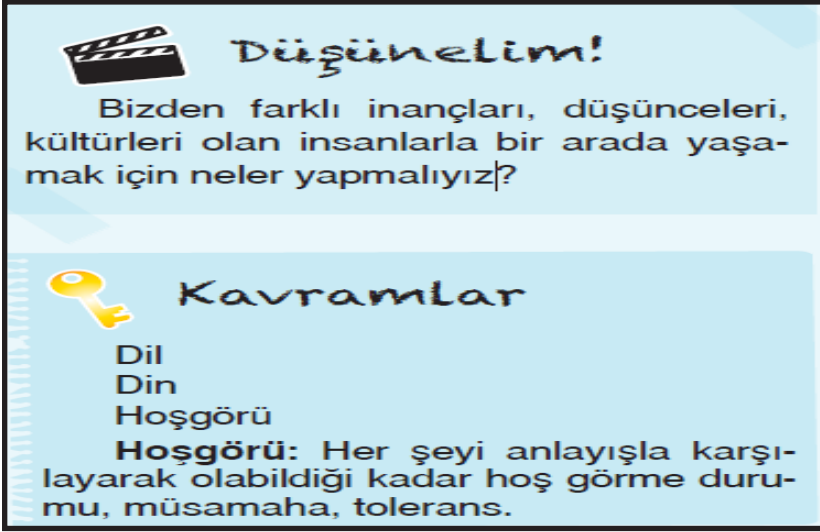 Düşünelim!
Bizden farklı inançları, düşünceleri,
kültürleri olan insanlarla bir arada yaşa-
mak için neler yapmalıyız?
Kavramlar
Dil
Din
Hoşgörü
Hoşgörü: Her şeyi anlayışla karşı-
layarak olabildiği kadar hoş görme duru-
mu, müsamaha, tolerans.